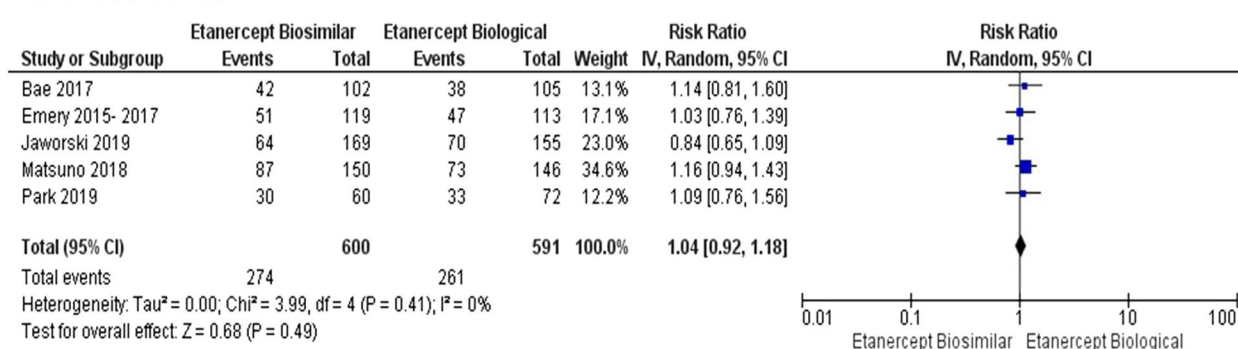 Etanercept Biosimilar Etanercept Biological Risk Ratio Risk Ratio
Study or Subgroup Events Total Events Total Weight IV, Random, 95% CI IV, Random, 95% CI
Bae 2017 42 102 38 105 13.1% 1.14 [0.81, 1.60]
Emery 2015- 2017 51 119 47 113 17.1% 1.03 [0.76, 1.39]
Jaworski 2019 64 169 70 155 23.0% 0.84 [0.65, 1.09]
Matsuno 2018 87 150 73 146 34.6% 1.16 [0.94, 1.43]
Park 2019 30 60 33 72 12.2% 1.09 [0.76, 1.56]
Total (95% CI) 600 591 100.0% 1.04 [0.92, 1.18]
Total events 274 261
Heterogeneity: Tau² = 0.00; Chi² = 3.99, df = 4 (P = 0.41); I² = 0%
Test for overall effect: Z = 0.68 (P = 0.49)
0.01 0.1 1 10 100
Etanercept Biosimilar Etanercept Biological